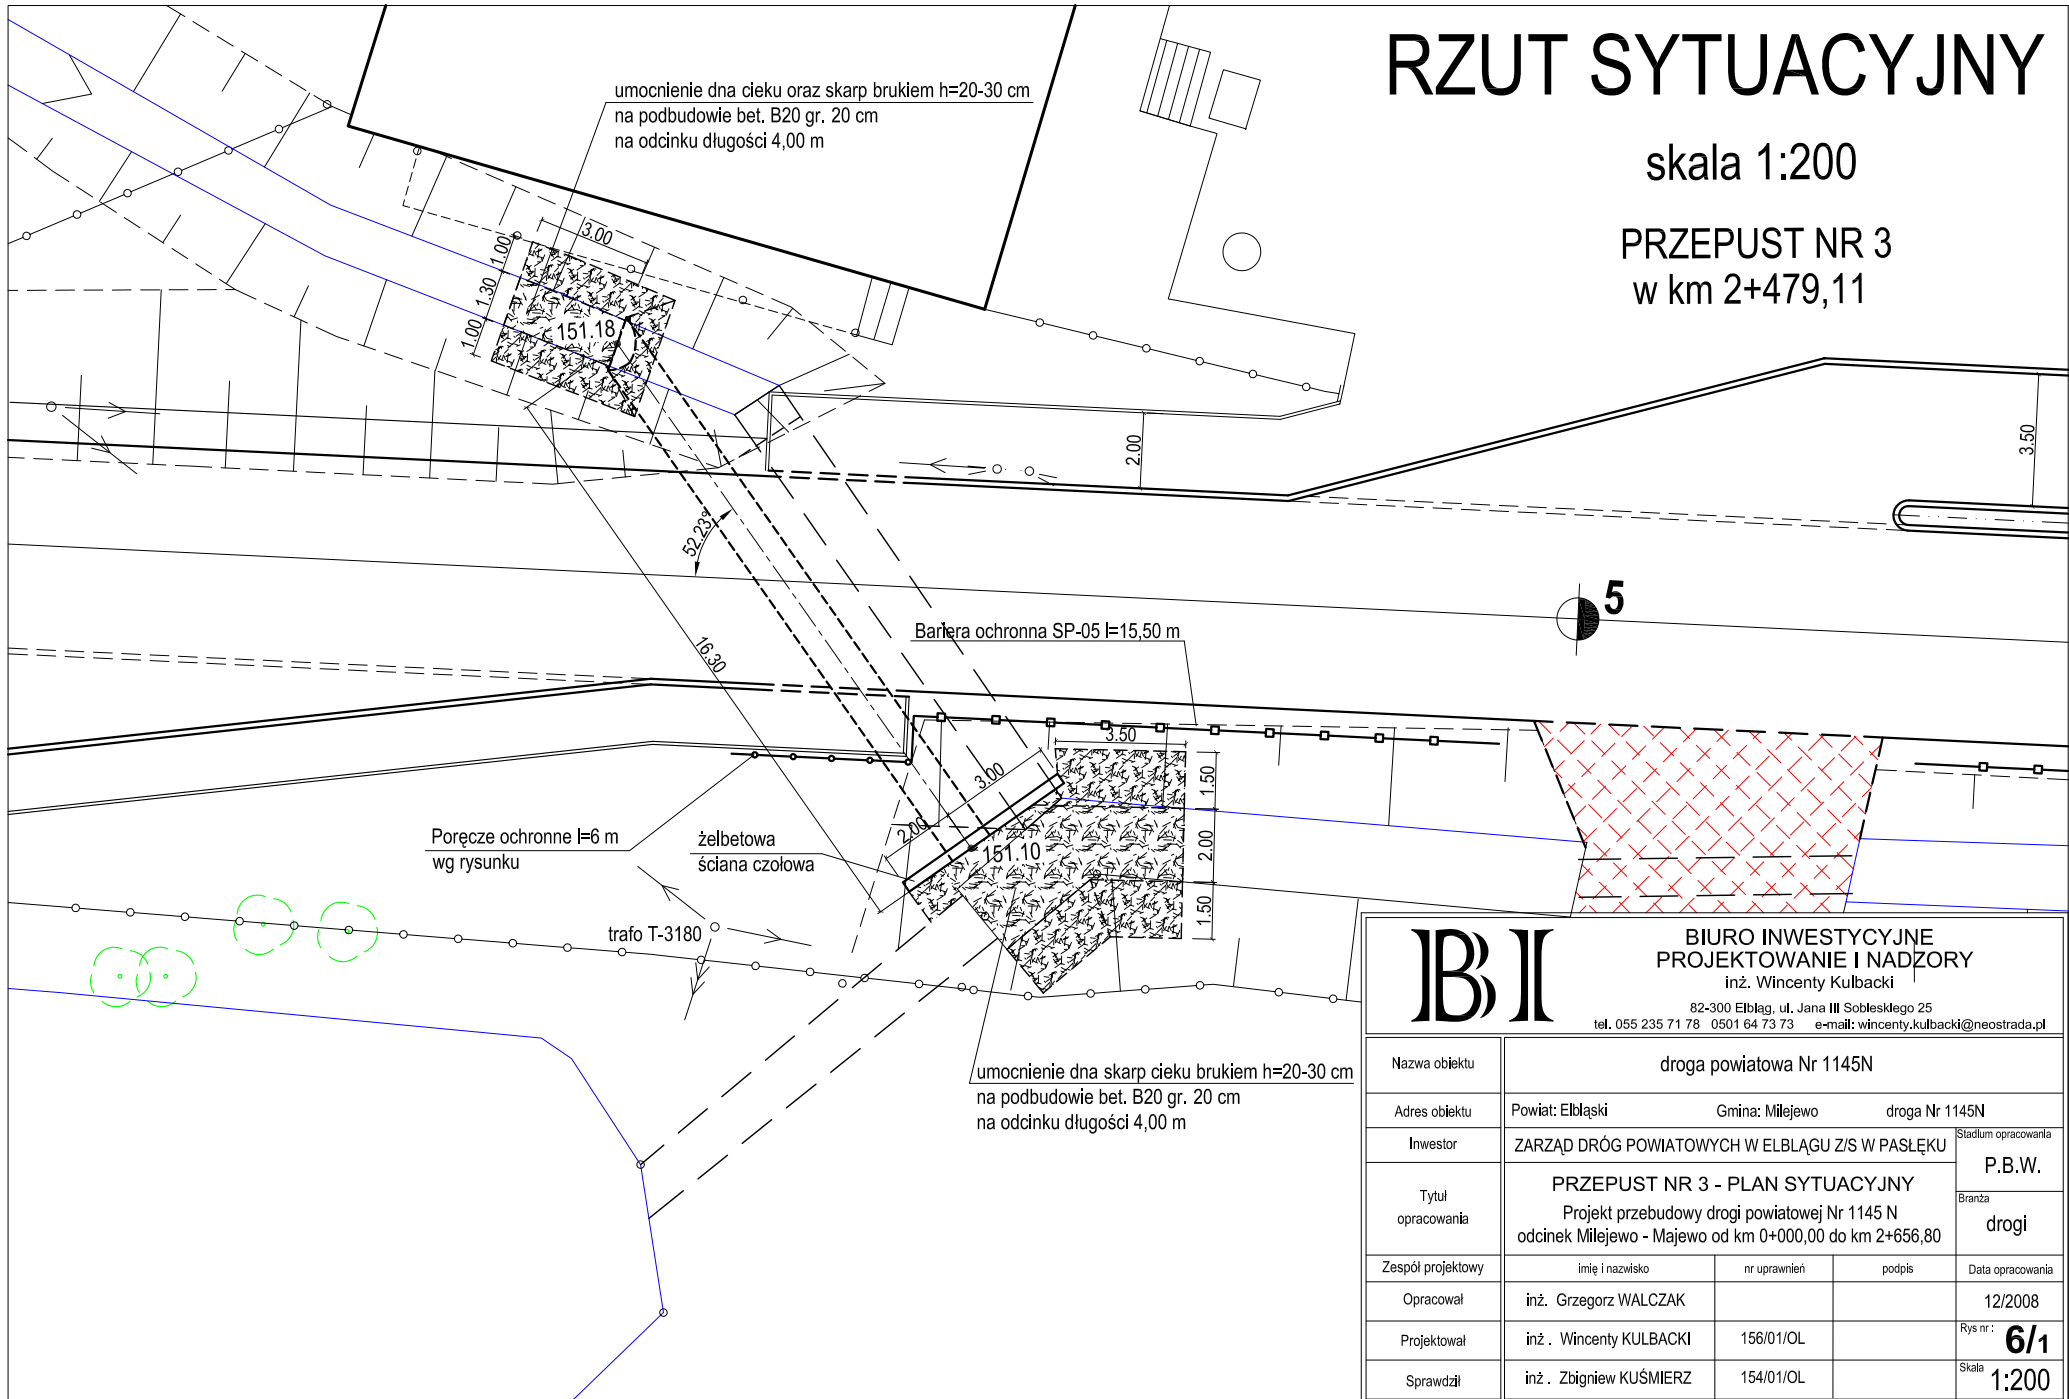 RZUT SYTUACYJNY
skala 1:200
PRZEPUST NR 3
w km 2+479,11
umocnienie dna cieku oraz skarp brukiem h=20-30 cm
na podbudowie bet. B20 gr. 20 cm
na odcinku długości 4,00 m
3.00
1.00
1.30
1.00
151.18
2.00
3.50
52.23°
16.30
5
Bariera ochronna SP-05 l=15,50 m
3.50
1.50
2.00
1.50
3.00
2.00
151.10
Poręcze ochronne l=6 m
wg rysunku
żelbetowa
ściana czołowa
trafo T-3180
umocnienie dna skarp cieku brukiem h=20-30 cm
na podbudowie bet. B20 gr. 20 cm
na odcinku długości 4,00 m
BI
BIURO INWESTYCYJNE
PROJEKTOWANIE I NADZORY
inż. Wincenty Kulbacki
82-300 Elbląg, ul. Jana III Sobieskiego 25
tel. 055 235 71 78 0501 64 73 73 e-mail: wincenty.kulbacki@neostrada.pl
Nazwa obiektu
droga powiatowa Nr 1145N
Adres obiektu
Powiat: Elbląski Gmina: Milejewo droga Nr 1145N
Inwestor
ZARZĄD DRÓG POWIATOWYCH W ELBLĄGU Z/S W PASŁĘKU
Stadium opracowania
P.B.W.
Tytuł
opracowania
PRZEPUST NR 3 - PLAN SYTUACYJNY
Projekt przebudowy drogi powiatowej Nr 1145 N
odcinek Milejewo - Majewo od km 0+000,00 do km 2+656,80
Branża
drogi
Zespół projektowy imię i nazwisko nr uprawnień podpis Data opracowania
Opracował inż. Grzegorz WALCZAK 12/2008
Projektował inż . Wincenty KULBACKI 156/01/OL Rys nr : 6/1
Sprawdził inż . Zbigniew KUŚMIERZ 154/01/OL Skala 1:200